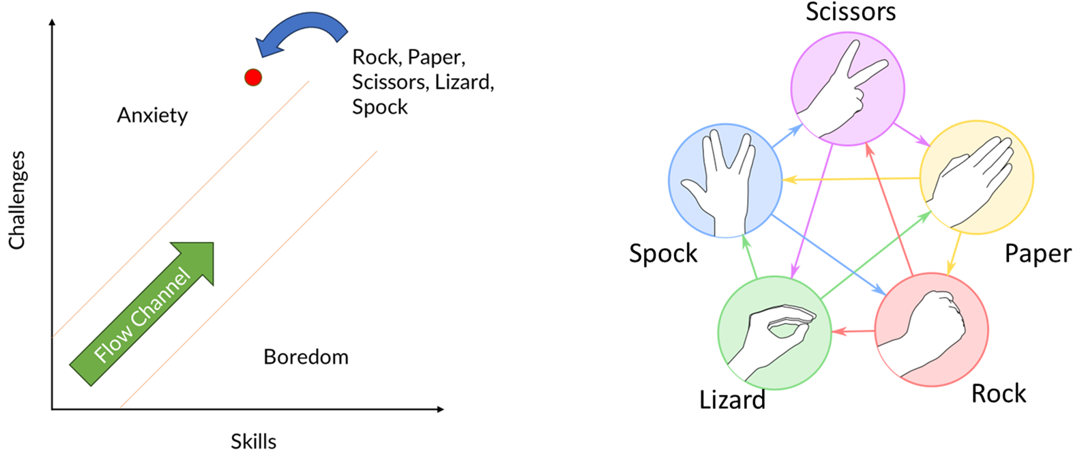 Challenges
Anxiety
Rock, Paper,
Scissors, Lizard,
Spock
Flow Channel
Boredom
Skills
Scissors
Spock
Paper
Lizard
Rock